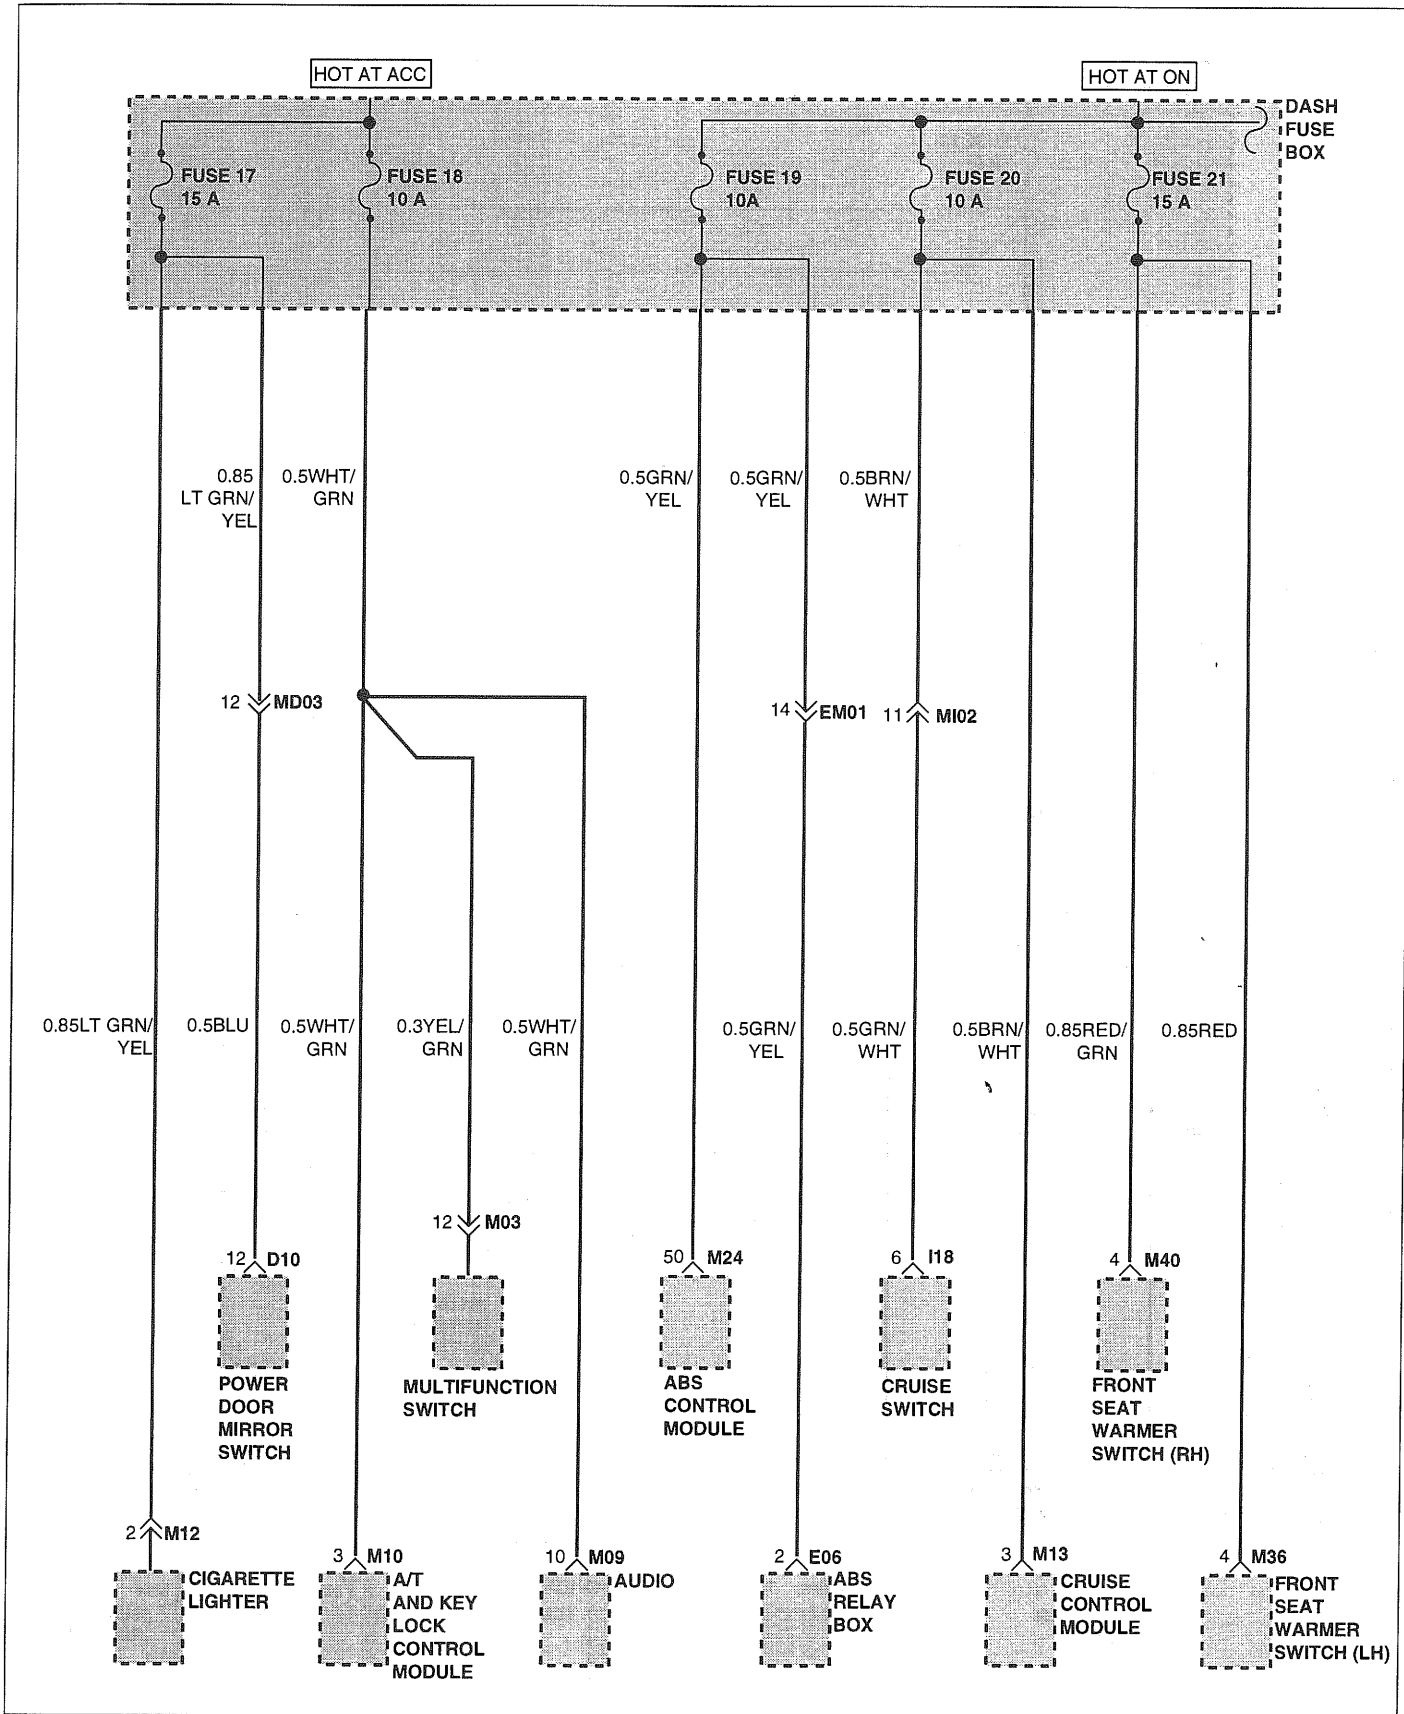 HOT AT ACC
HOT AT ON
DASH
FUSE
BOX
FUSE 17
15 A
FUSE 18
10 A
FUSE 19
10A
FUSE 20
10 A
FUSE 21
15 A
0.85
LT GRN/
YEL
0.5WHT/
GRN
0.5GRN/
YEL
0.5GRN/
YEL
0.5BRN/
WHT
12 MD03
14 EM01
11 MI02
0.85LT GRN/
YEL
0.5BLU
0.5WHT/
GRN
0.3YEL/
GRN
0.5WHT/
GRN
0.5GRN/
YEL
0.5GRN/
WHT
0.5BRN/
WHT
0.85RED/
GRN
0.85RED
12 M03
12 D10
50 M24
6 I18
4 M40
POWER
DOOR
MIRROR
SWITCH
MULTIFUNCTION
SWITCH
ABS
CONTROL
MODULE
CRUISE
SWITCH
FRONT
SEAT
WARMER
SWITCH (RH)
2 M12
CIGARETTE
LIGHTER
3 M10
A/T
AND KEY
LOCK
CONTROL
MODULE
10 M09
AUDIO
2 E06
ABS
RELAY
BOX
3 M13
CRUISE
CONTROL
MODULE
4 M36
FRONT
SEAT
WARMER
SWITCH (LH)